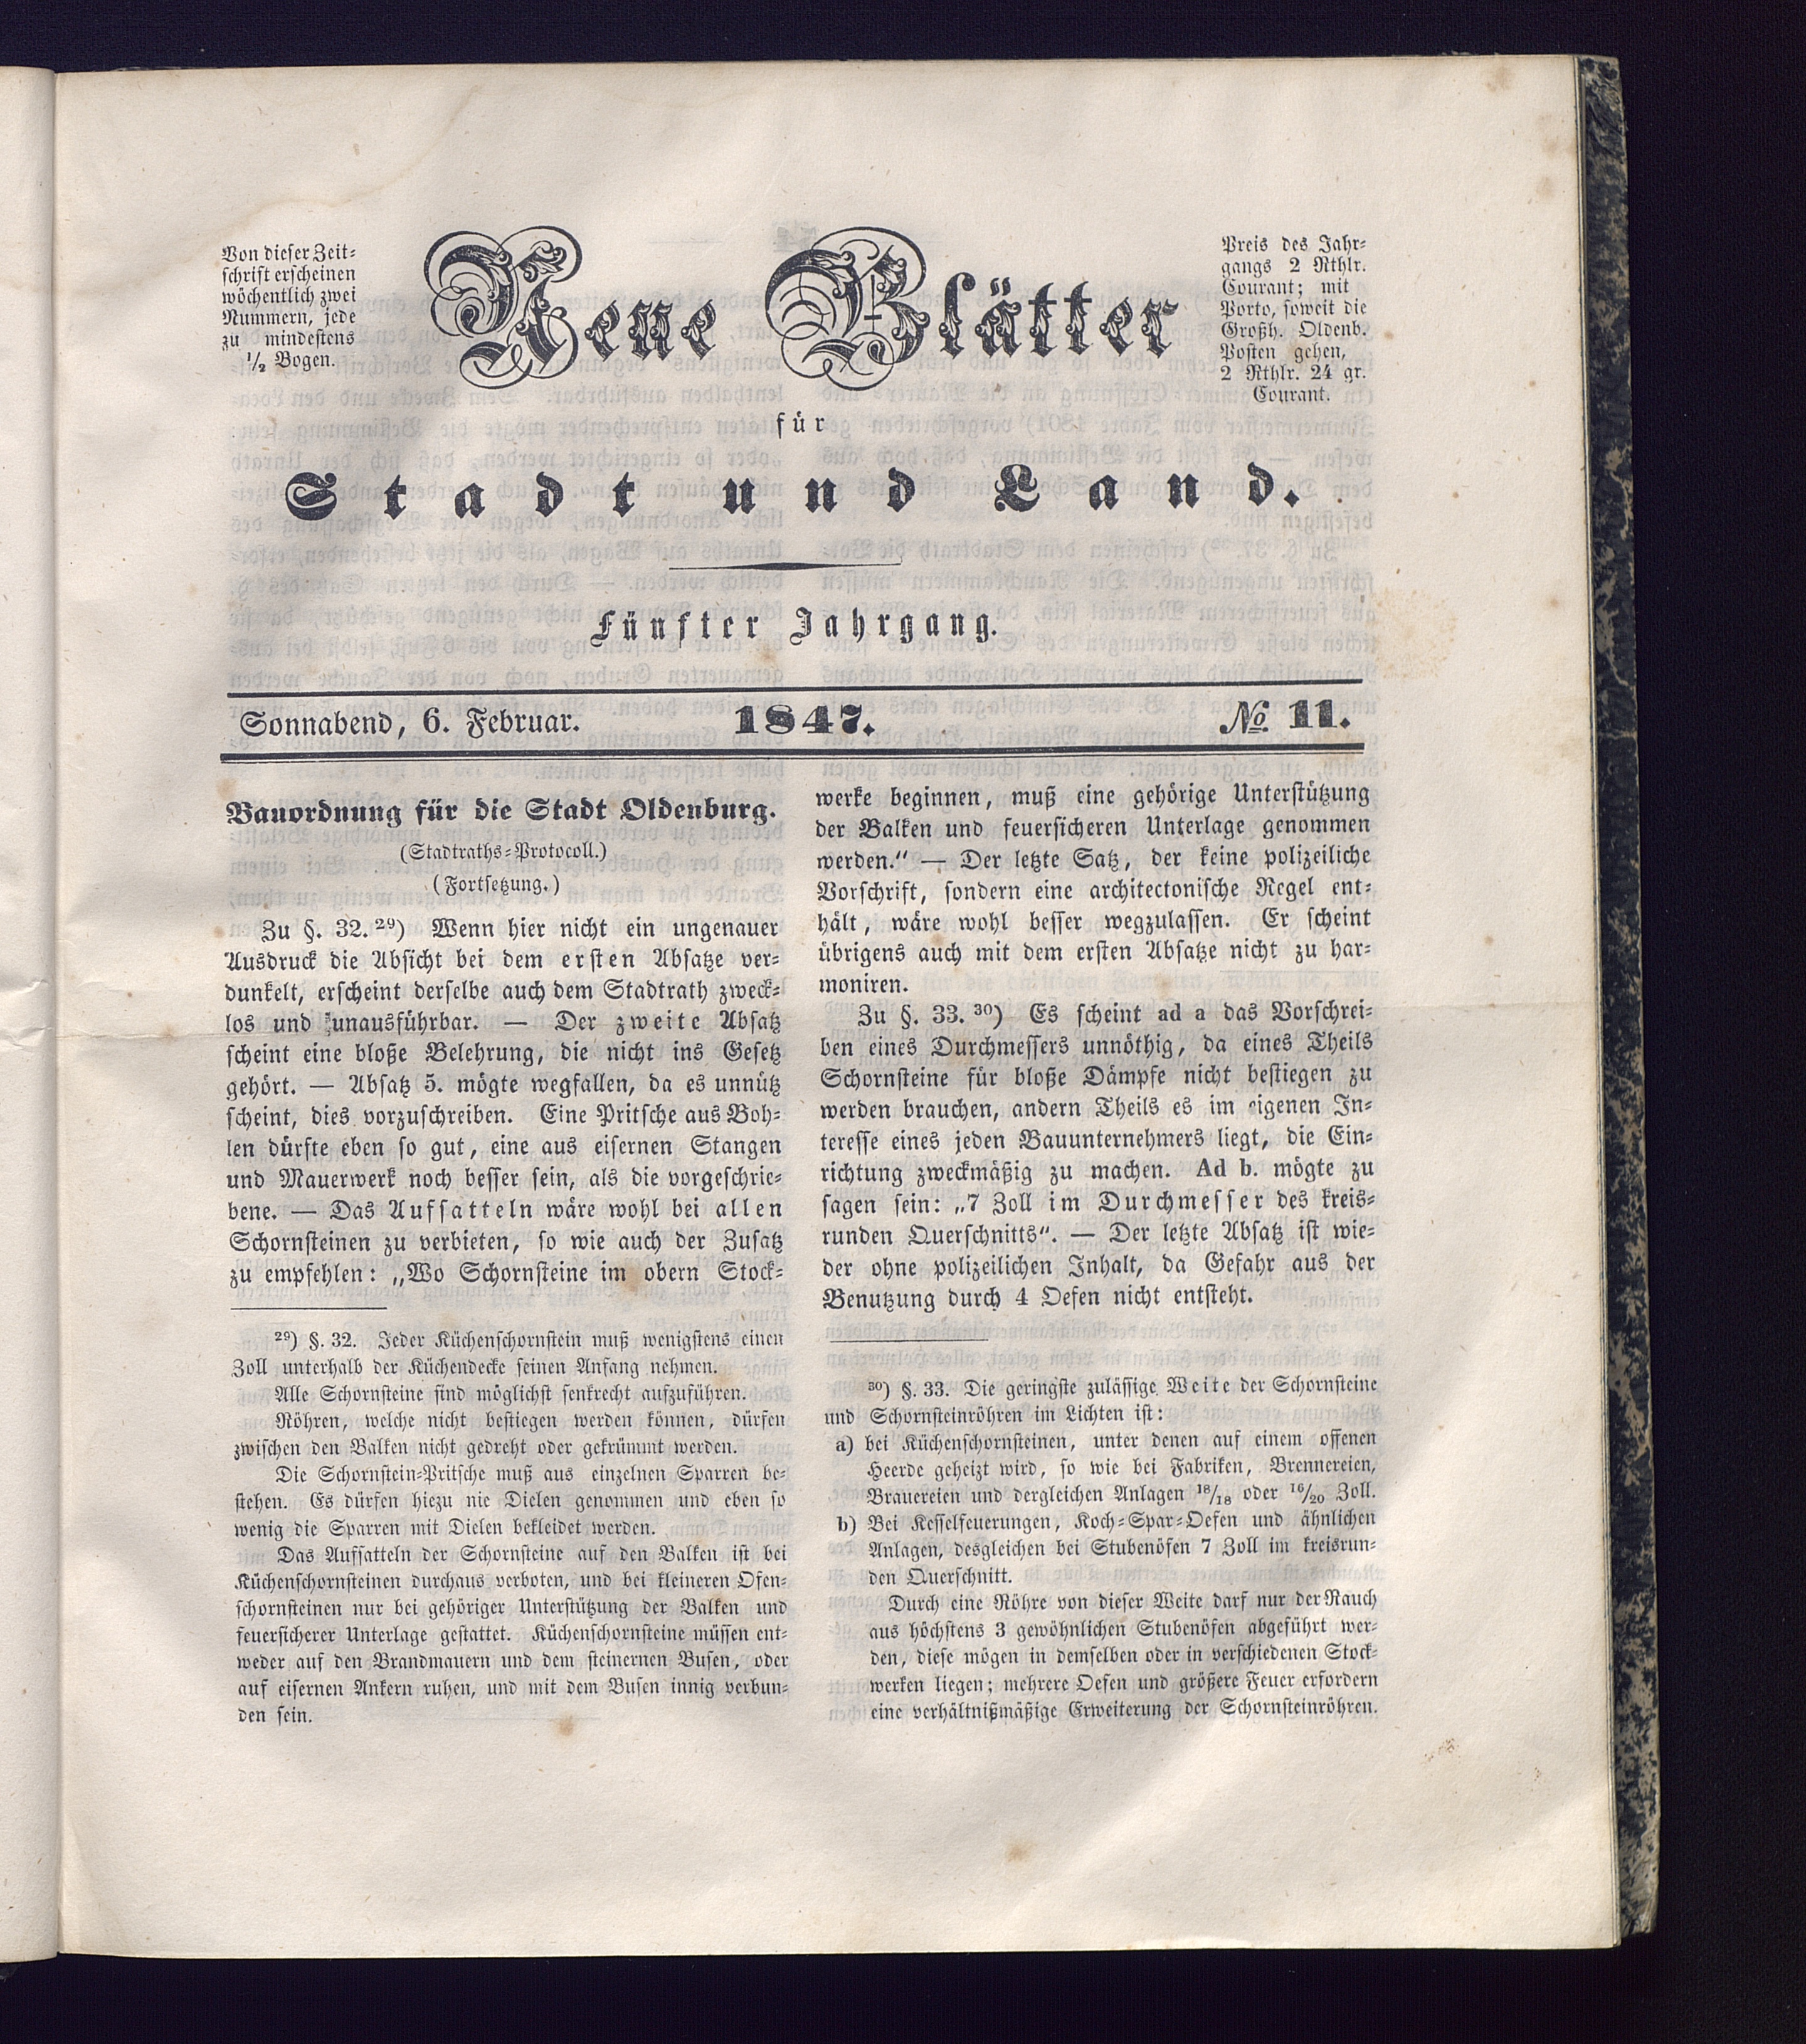 Von dieser Zeit-
schrift erscheinen
wöchentlich zwei
Nummern, jede
zu mindestens
1/2 Bogen.
Neue Blätter
für
Stadt und Land.
Preis des Jahr-
gangs 2 Rthlr.
Courant; mit
Porto, soweit die
Großh. Oldenb.
Posten gehen,
2 Rthlr. 24 gr.
Courant.
Fünfter Jahrgang.
Sonnabend, 6. Februar. 1847. № 11.
Bauordnung für die Stadt Oldenburg.
(Stadtraths-Protocoll.)
(Fortsetzung.)
Zu §. 32. 29) Wenn hier nicht ein ungenauer
Ausdruck die Absicht bei dem ersten Absatze ver-
dunkelt, erscheint derselbe auch dem Stadtrath zweck-
los und unausführbar. — Der zweite Absatz
scheint eine bloße Belehrung, die nicht ins Gesetz
gehört. — Absatz 5. mögte wegfallen, da es unnütz
scheint, dies vorzuschreiben. Eine Pritsche aus Boh-
len dürfte eben so gut, eine aus eisernen Stangen
und Mauerwerk noch besser sein, als die vorgeschrie-
bene. — Das Aufsatteln wäre wohl bei allen
Schornsteinen zu verbieten, so wie auch der Zusatz
zu empfehlen: „Wo Schornsteine im obern Stock-
29) §. 32. Jeder Küchenschornstein muß wenigstens einen
Zoll unterhalb der Küchendecke seinen Anfang nehmen.
Alle Schornsteine sind möglichst senkrecht aufzuführen.
Röhren, welche nicht bestiegen werden können, dürfen
zwischen den Balken nicht gedreht oder gekrümmt werden.
Die Schornstein-Pritsche muß aus einzelnen Sparren be-
stehen. Es dürfen hiezu nie Dielen genommen und eben so
wenig die Sparren mit Dielen bekleidet werden.
Das Aufsatteln der Schornsteine auf den Balken ist bei
Küchenschornsteinen durchaus verboten, und bei kleineren Ofen-
schornsteinen nur bei gehöriger Unterstützung der Balken und
feuersicherer Unterlage gestattet. Küchenschornsteine müssen ent-
weder auf den Brandmauern und dem steinernen Busen, oder
auf eisernen Ankern ruhen, und mit dem Busen innig verbun-
den sein.
werke beginnen, muß eine gehörige Unterstützung
der Balken und feuersicheren Unterlage genommen
werden.“ — Der letzte Satz, der keine polizeiliche
Vorschrift, sondern eine architectonische Regel ent-
hält, wäre wohl besser wegzulassen. Er scheint
übrigens auch mit dem ersten Absatze nicht zu har-
moniren.
Zu §. 33. 30) Es scheint ad a das Vorschrei-
ben eines Durchmessers unnöthig, da eines Theils
Schornsteine für bloße Dämpfe nicht bestiegen zu
werden brauchen, andern Theils es im eigenen In-
teresse eines jeden Bauunternehmers liegt, die Ein-
richtung zweckmäßig zu machen. Ad b. mögte zu
sagen sein: „7 Zoll im Durchmesser des kreis-
runden Querschnitts“. — Der letzte Absatz ist wie-
der ohne polizeilichen Inhalt, da Gefahr aus der
Benutzung durch 4 Oefen nicht entsteht.
30) §. 33. Die geringste zulässige Weite der Schornsteine
und Schornsteinröhren im Lichten ist:
a) bei Küchenschornsteinen, unter denen auf einem offenen
Heerde geheizt wird, so wie bei Fabriken, Brennereien,
Brauereien und dergleichen Anlagen 18/18 oder 16/20 Zoll.
b) Bei Kesselfeuerungen, Koch-Spar-Oefen und ähnlichen
Anlagen, desgleichen bei Stubenöfen 7 Zoll im kreisrun-
den Querschnitt.
Durch eine Röhre von dieser Weite darf nur der Rauch
aus höchstens 3 gewöhnlichen Stubenöfen abgeführt wer-
den, diese mögen in demselben oder in verschiedenen Stock-
werken liegen; mehrere Oefen und größere Feuer erfordern
eine verhältnißmäßige Erweiterung der Schornsteinröhren.